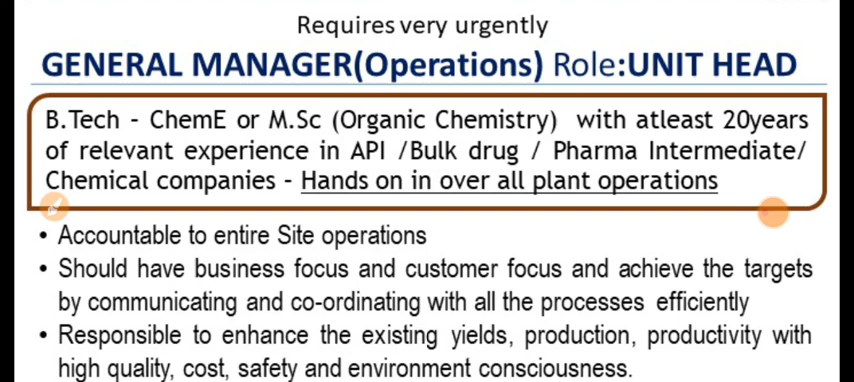 Requires very urgently
GENERAL MANAGER(Operations) Role:UNIT HEAD
B.Tech - ChemE or M.Sc (Organic Chemistry) with atleast 20years
of relevant experience in API /Bulk drug / Pharma Intermediate/
Chemical companies - Hands on in over all plant operations
• Accountable to entire Site operations
• Should have business focus and customer focus and achieve the targets
by communicating and co-ordinating with all the processes efficiently
• Responsible to enhance the existing yields, production, productivity with
high quality, cost, safety and environment consciousness.